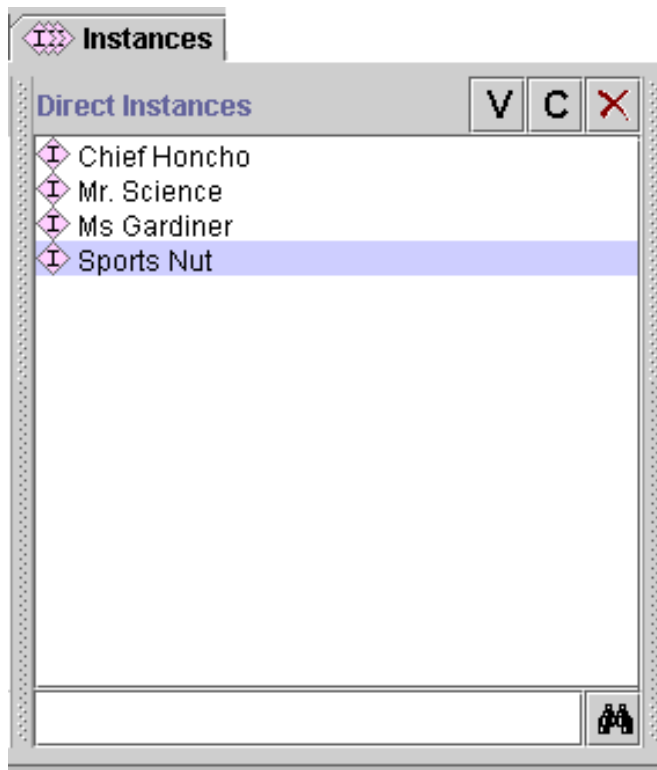 Instances
Direct Instances V C
Chief Honcho
Mr. Science
Ms Gardiner
Sports Nut